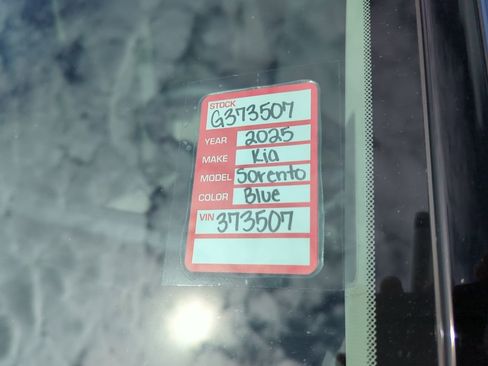 STOCK
G373507
YEAR 2025
MAKE Kia
MODEL Sorento
COLOR Blue
VIN 373507